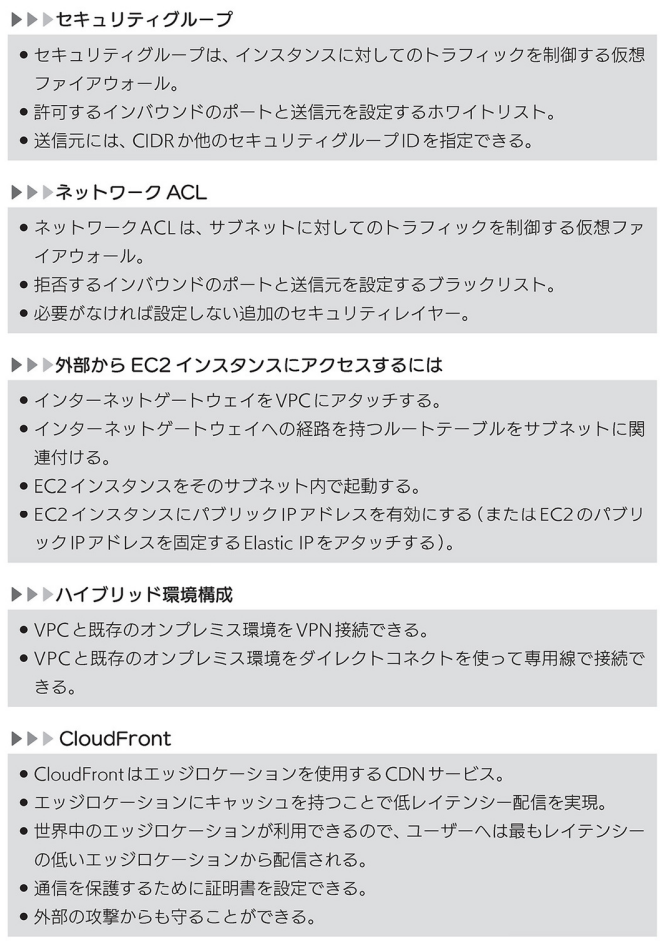 ▶▶▶セキュリティグループ
●セキュリティグループは、インスタンスに対してのトラフィックを制御する仮想
ファイアウォール。
●許可するインバウンドのポートと送信元を設定するホワイトリスト。
●送信元には、CIDRか他のセキュリティグループIDを指定できる。
▶▶▶ネットワークACL
●ネットワークACLは、サブネットに対してのトラフィックを制御する仮想ファ
イアウォール。
●拒否するインバウンドのポートと送信元を設定するブラックリスト。
●必要がなければ設定しない追加のセキュリティレイヤー。
▶▶▶外部からEC2インスタンスにアクセスするには
●インターネットゲートウェイをVPCにアタッチする。
●インターネットゲートウェイへの経路を持つルートテーブルをサブネットに関
連付ける。
●EC2インスタンスをそのサブネット内で起動する。
●EC2インスタンスにパブリックIPアドレスを有効にする（またはEC2のパブリ
ックIPアドレスを固定するElastic IPをアタッチする）。
▶▶▶ハイブリッド環境構成
●VPCと既存のオンプレミス環境をVPN接続できる。
●VPCと既存のオンプレミス環境をダイレクトコネクトを使って専用線で接続で
きる。
▶▶▶CloudFront
●CloudFrontはエッジロケーションを使用するCDNサービス。
●エッジロケーションにキャッシュを持つことで低レイテンシー配信を実現。
●世界中のエッジロケーションが利用できるので、ユーザーへは最もレイテンシー
の低いエッジロケーションから配信される。
●通信を保護するために証明書を設定できる。
●外部の攻撃からも守ることができる。